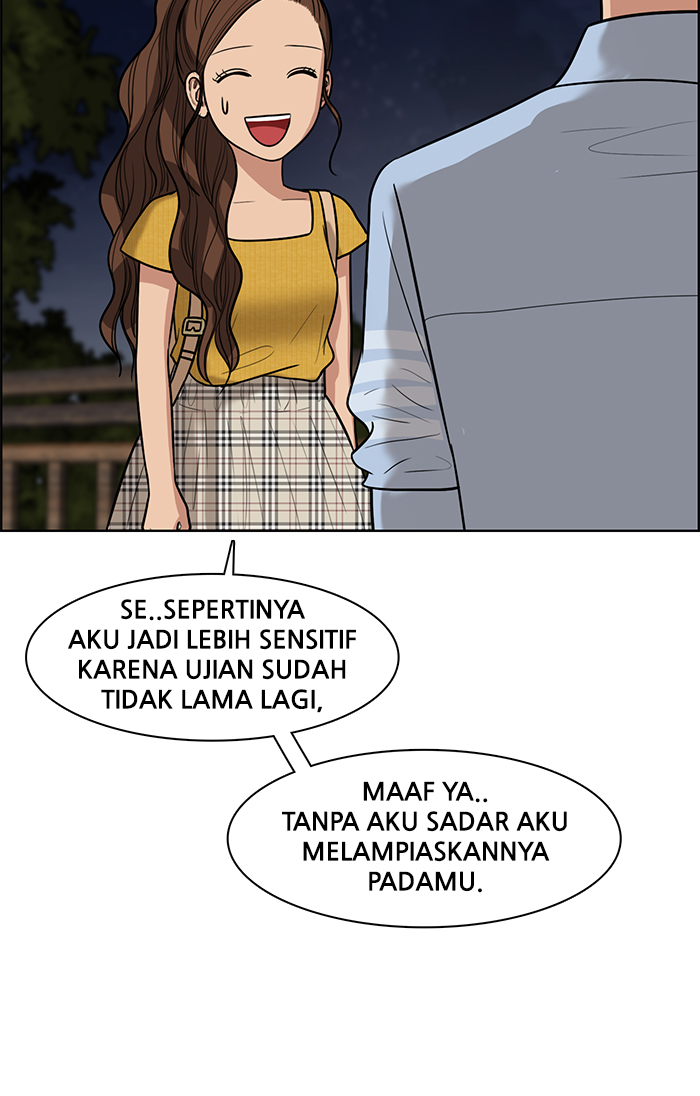 SE..SEPERTINYA
AKU JADI LEBIH SENSITIF
KARENA UJIAN SUDAH
TIDAK LAMA LAGI,
MAAF YA..
TANPA AKU SADAR AKU
MELAMPIASKANNYA
PADAMU.